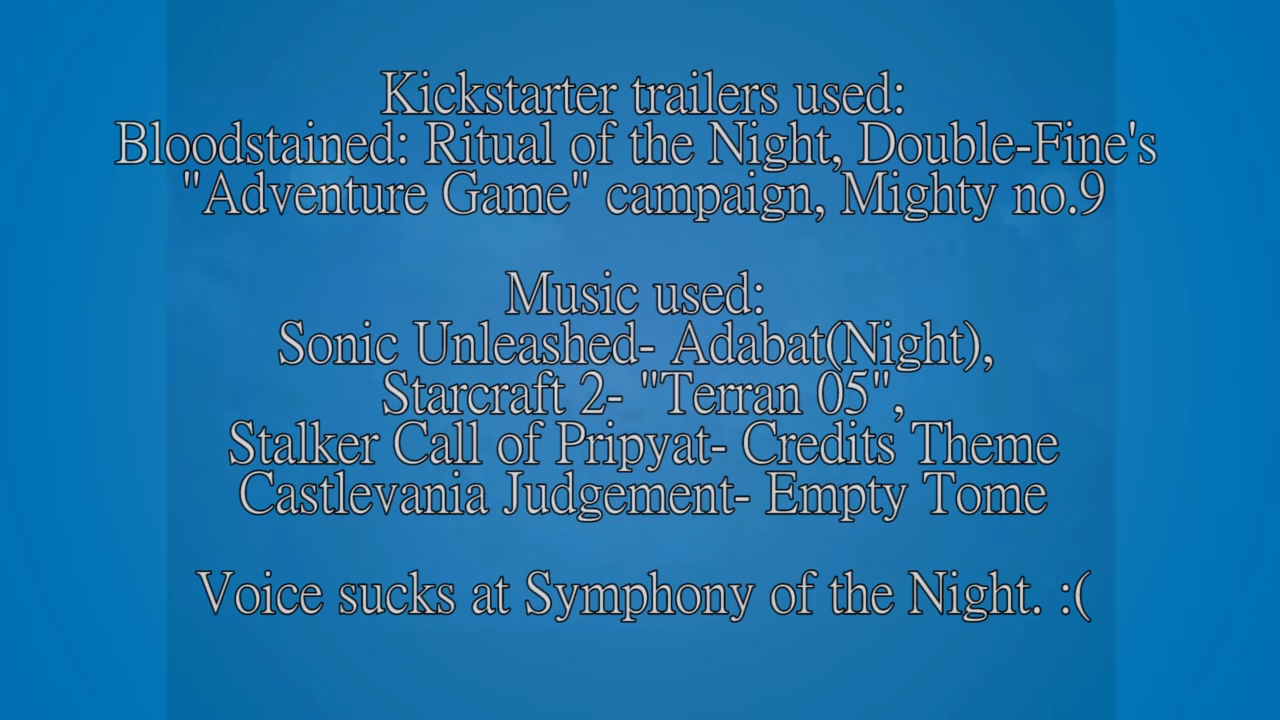 Kickstarter trailers used:
Bloodstained: Ritual of the Night, Double-Fine's
"Adventure Game" campaign, Mighty no.9
Music used:
Sonic Unleashed- Adabat(Night),
Starcraft 2- "Terran 05",
Stalker Call of Pripyat- Credits Theme
Castlevania Judgement- Empty Tome
Voice sucks at Symphony of the Night. :(